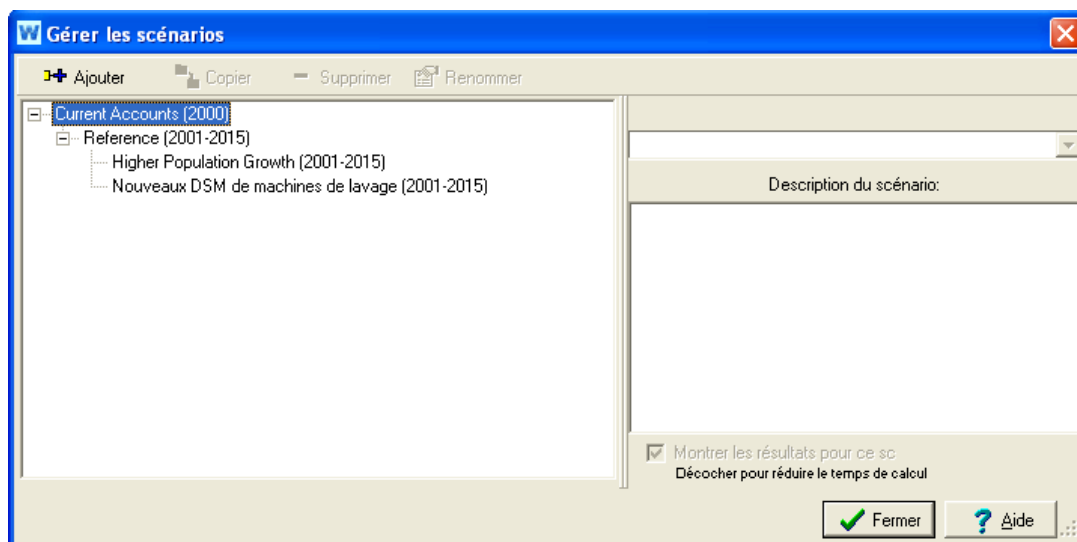 W Gérer les scénarios
Ajouter Copier Supprimer Renommer
Current Accounts (2000)
Reference (2001-2015)
Higher Population Growth (2001-2015)
Nouveaux DSM de machines de lavage (2001-2015)
Description du scénario:
Montrer les résultats pour ce sc
Décocher pour réduire le temps de calcul
Fermer
? Aide